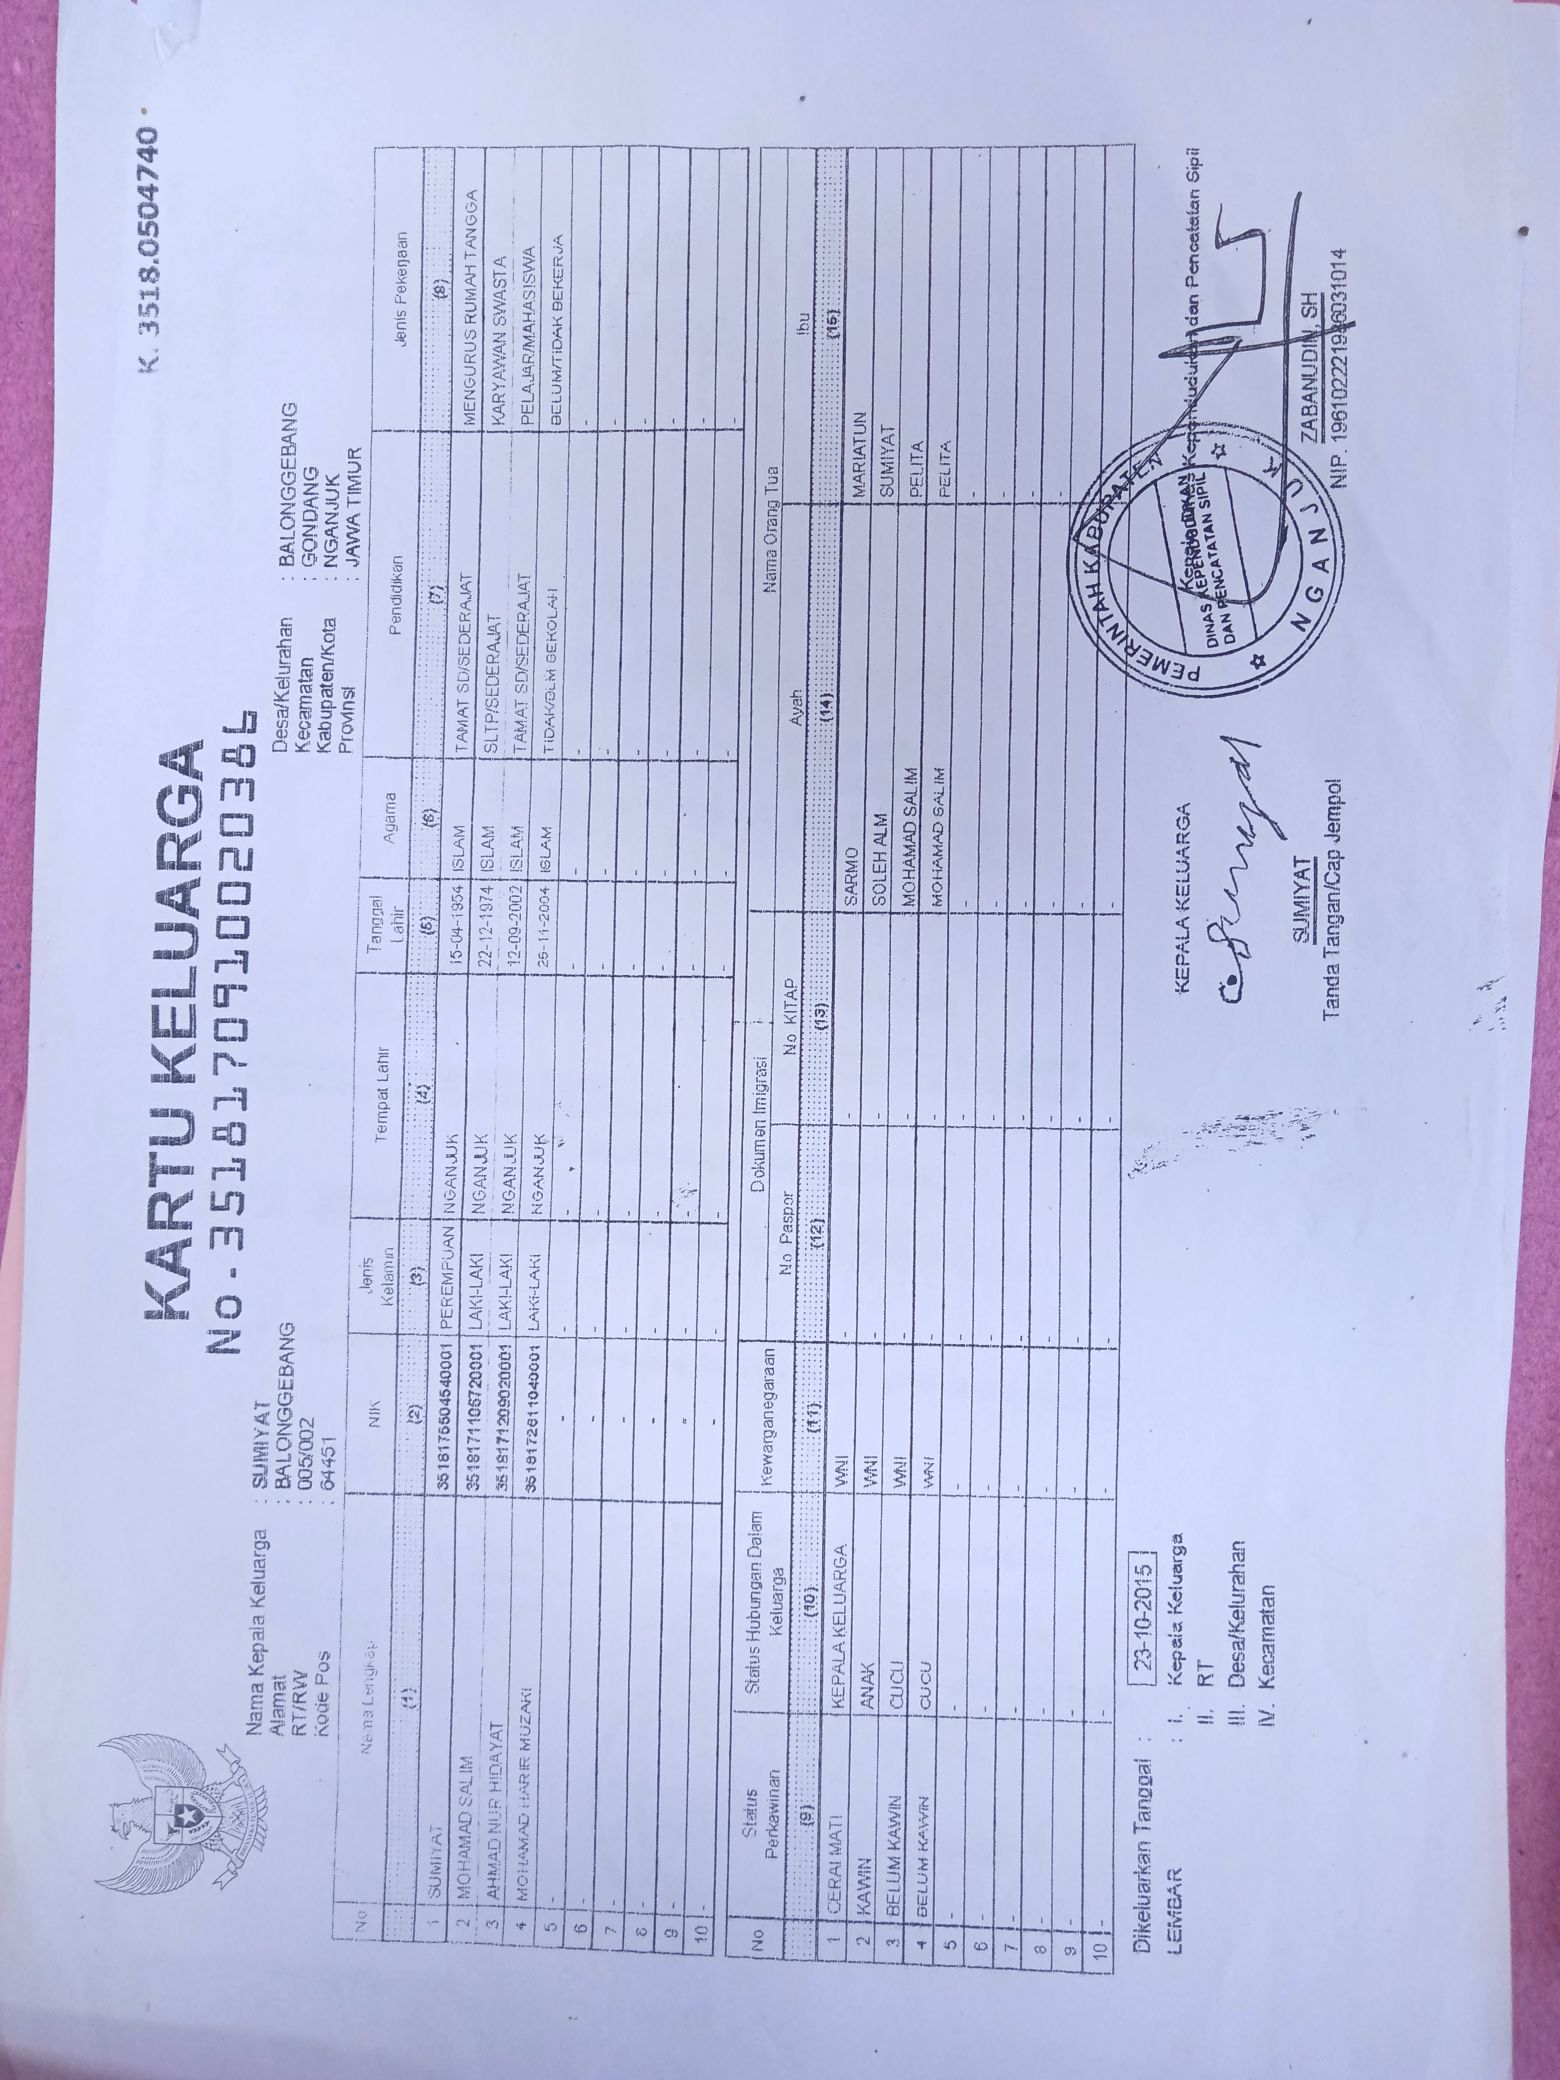 K. 3518.0504740
KARTU KELUARGA
No. 3518170910020386
Nama Kepala Keluarga : SUMIYAT
Alamat : BALONGGEBANG
RT/RW : 005/002
Kode Pos : 64451
Desa/Kelurahan : BALONGGEBANG
Kecamatan : GONDANG
Kabupaten/Kota : NGANJUK
Provinsi : JAWA TIMUR
No Nama Lengkap NIK Jenis Kelamin Tempat Lahir Tanggal Lahir Agama Pendidikan Jenis Pekerjaan
(1) (2) (3) (4) (5) (6) (7) (8)
1 SUMIYAT 3518175504540001 PEREMPUAN NGANJUK 15-04-1954 ISLAM TAMAT SD/SEDERAJAT MENGURUS RUMAH TANGGA
2 MOHAMAD SALIM 3518171105720001 LAKI-LAKI NGANJUK 22-12-1974 ISLAM SLTP/SEDERAJAT KARYAWAN SWASTA
3 AHMAD NUR HIDAYAT 3518171209020001 LAKI-LAKI NGANJUK 12-09-2002 ISLAM TAMAT SD/SEDERAJAT PELAJAR/MAHASISWA
4 MOHAMAD HARIR MUZAKI 3518172611040001 LAKI-LAKI NGANJUK 26-11-2004 ISLAM TIDAK/BLM SEKOLAH BELUM/TIDAK BEKERJA
5 - - - - - - - -
6 - - - - - - - -
7 - - - - - - - -
8 - - - - - - - -
9 - - - - - - - -
10 - - - - - - - -
No Status Perkawinan Status Hubungan Dalam Keluarga Kewarganegaraan Dokumen Imigrasi Nama Orang Tua
No Paspor No KITAP Ayah Ibu
(9) (10) (11) (12) (13) (14) (15)
1 CERAI MATI KEPALA KELUARGA WNI - - SARMO MARIATUN
2 KAWIN ANAK WNI - - SOLEH ALM SUMIYAT
3 BELUM KAWIN CUCU WNI - - MOHAMAD SALIM PELITA
4 BELUM KAWIN CUCU WNI - - MOHAMAD SALIM PELITA
5 - - - - - - -
6 - - - - - - -
7 - - - - - - -
8 - - - - - - -
9 - - - - - - -
10 - - - - - - -
Dikeluarkan Tanggal : 23-10-2015
LEMBAR : I. Kepala Keluarga
II. RT
III. Desa/Kelurahan
IV. Kecamatan
KEPALA KELUARGA
SUMIYAT
Tanda Tangan/Cap Jempol
Kepala Dinas Kependudukan dan Pencatatan Sipil
PEMERINTAH KABUPATEN
DINAS KEPENDUDUKAN
DAN PENCATATAN SIPIL
NGANJUK
ZABANUDIN, SH
NIP. 196102221986031014